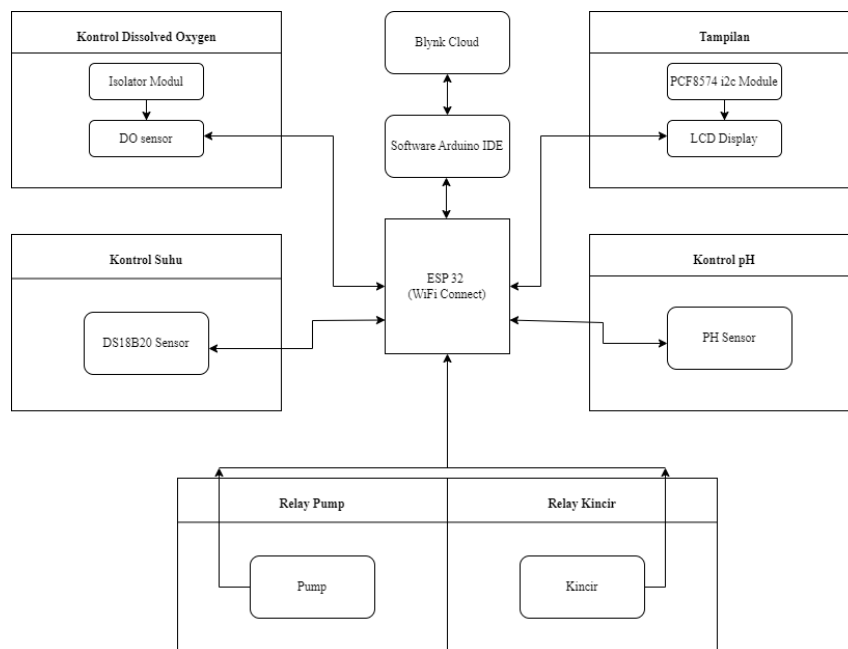 Kontrol Dissolved Oxygen
Isolator Modul
DO sensor
Blynk Cloud
Software Arduino IDE
Tampilan
PCF8574 i2c Module
LCD Display
Kontrol Suhu
DS18B20 Sensor
ESP 32
(WiFi Connect)
Kontrol pH
PH Sensor
Relay Pump
Pump
Relay Kincir
Kincir